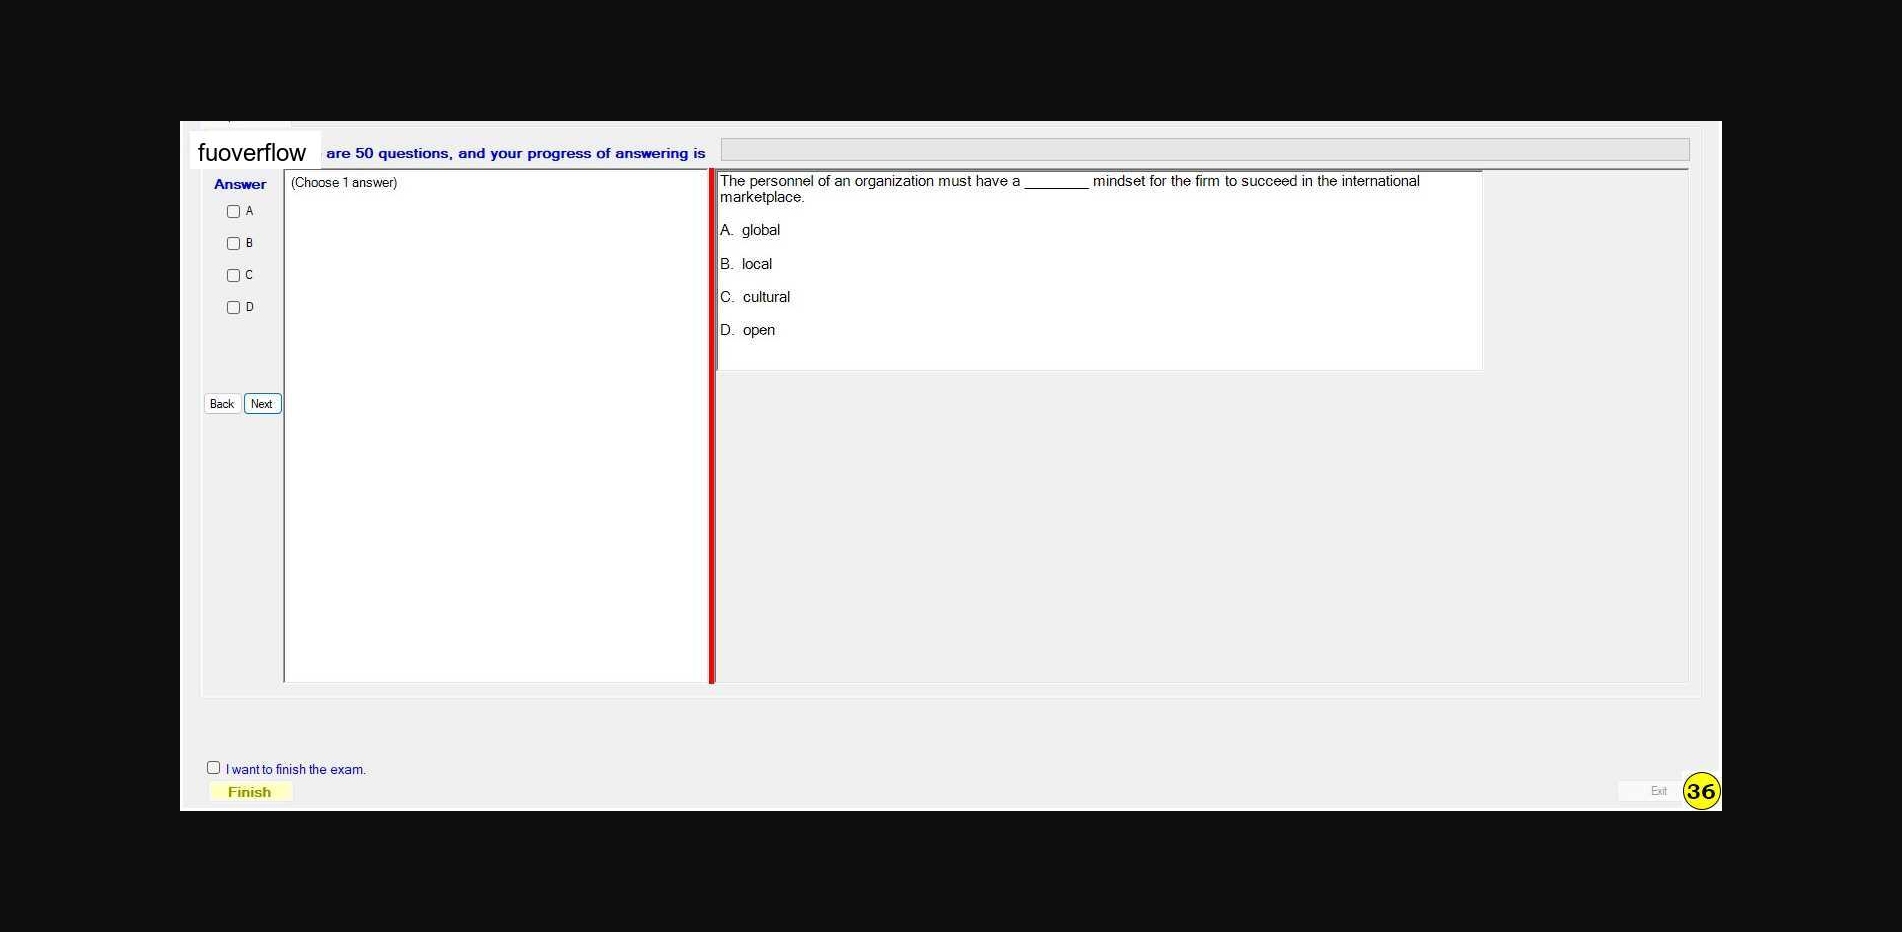 fuoverflow are 50 questions, and your progress of answering is
Answer
A
B
C
D
Back Next
(Choose 1 answer)
The personnel of an organization must have a ________ mindset for the firm to succeed in the international
marketplace.
A. global
B. local
C. cultural
D. open
I want to finish the exam.
Finish
Exit
36